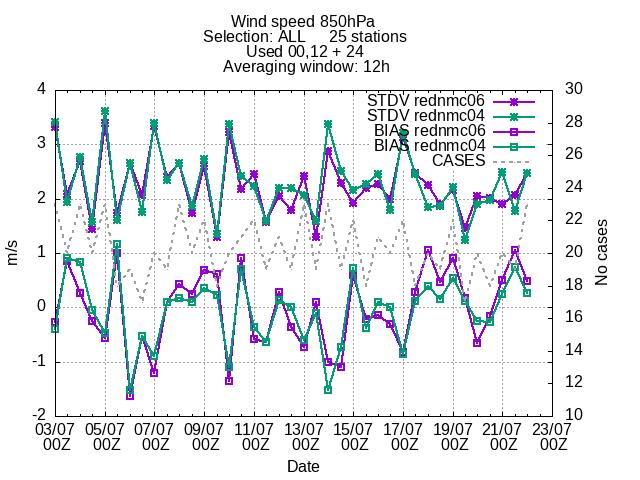 Wind speed 850hPa
Selection: ALL 25 stations
Used 00,12 + 24
Averaging window: 12h
STDV rednmc06
STDV rednmc04
BIAS rednmc06
BIAS rednmc04
CASES
4
3
2
1
0
-1
-2
m/s
30
28
26
24
22
20
18
16
14
12
10
No cases
03/07 05/07 07/07 09/07 11/07 13/07 15/07 17/07 19/07 21/07 23/07
00Z 00Z 00Z 00Z 00Z 00Z 00Z 00Z 00Z 00Z 00Z
Date